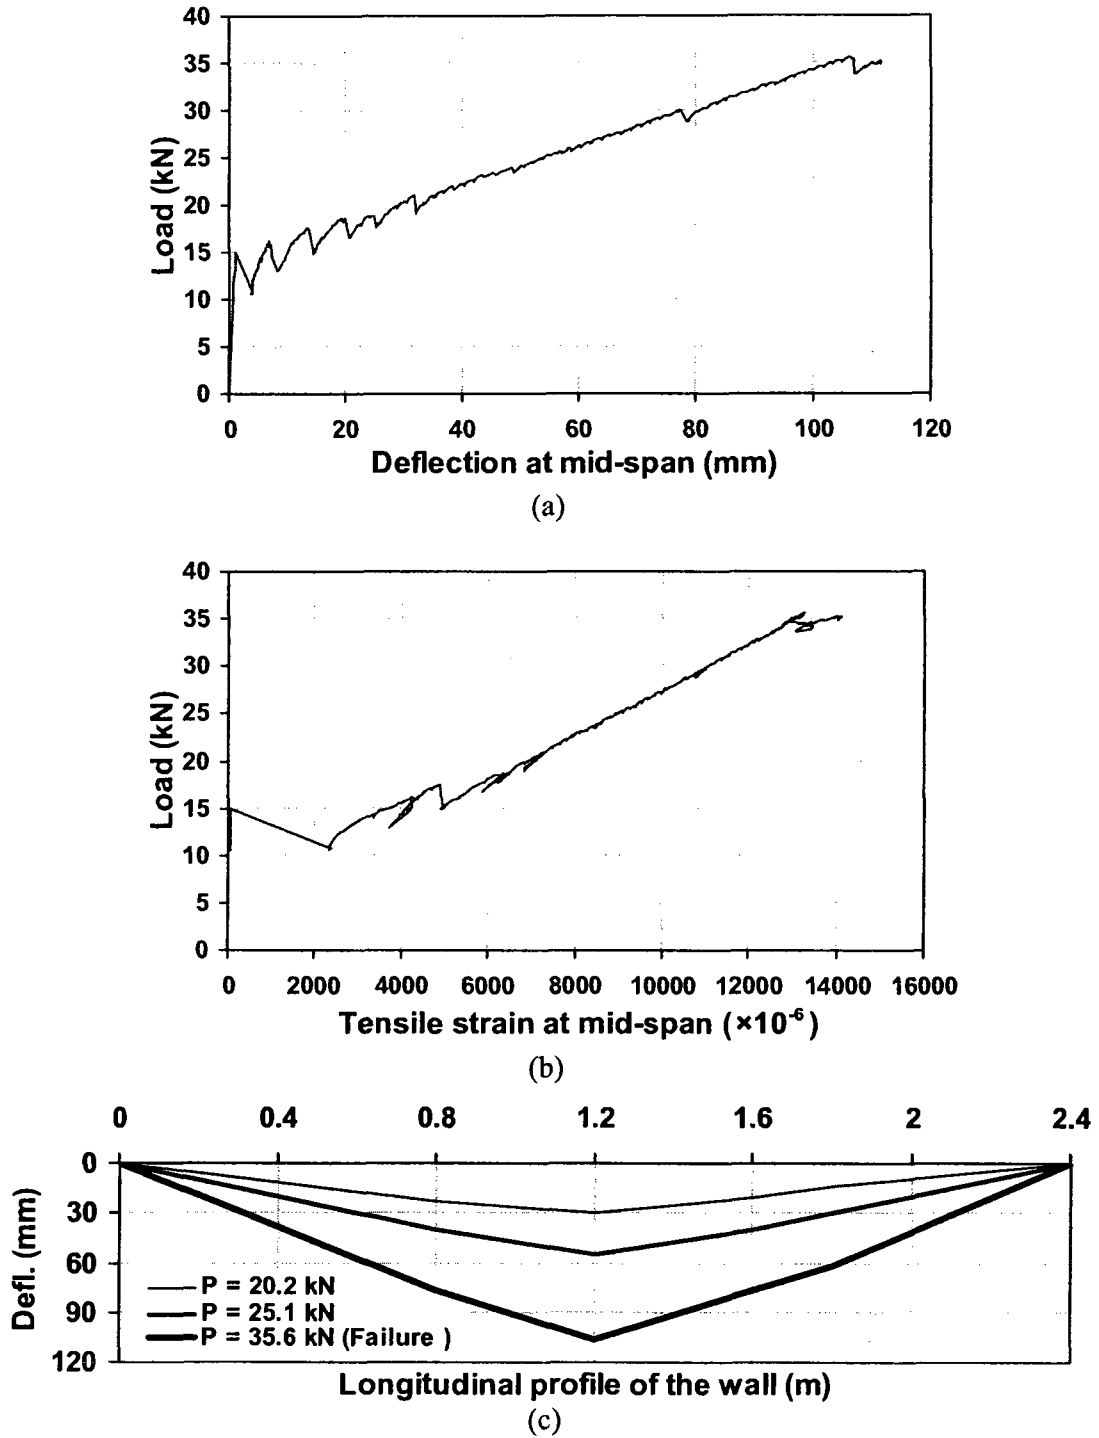 40
35
30
25
20
15
10
5
0
Load (kN)
0 20 40 60 80 100 120
Deflection at mid-span (mm)
(a)
40
35
30
25
20
15
10
5
0
Load (kN)
0 2000 4000 6000 8000 10000 12000 14000 16000
Tensile strain at mid-span (×10⁻⁶)
(b)
0 0.4 0.8 1.2 1.6 2 2.4
0
30
60
90
120
Defl. (mm)
P = 20.2 kN
P = 25.1 kN
P = 35.6 kN (Failure )
Longitudinal profile of the wall (m)
(c)